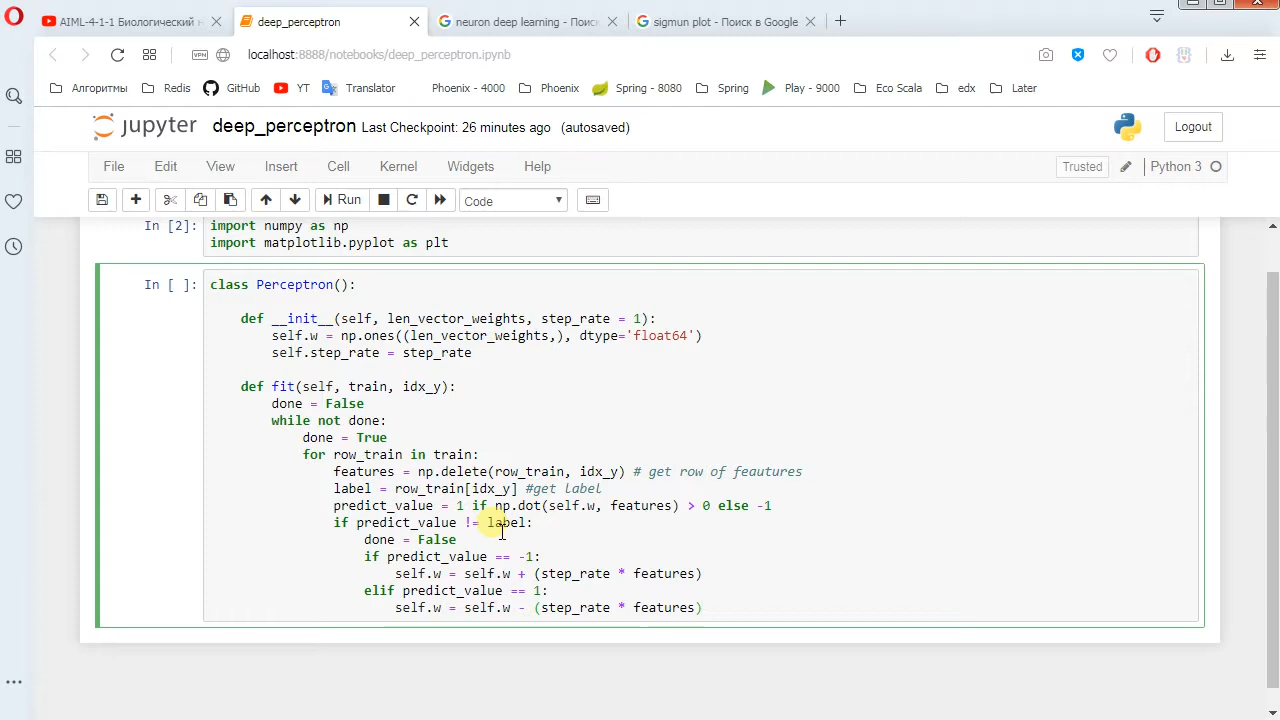 AIML-4-1-1 Биологический н
deep_perceptron
neuron deep learning - Поиск
sigmun plot - Поиск в Google
VPN
localhost:8888/notebooks/deep_perceptron.ipynb
Алгоритмы
Redis
GitHub
YT
Translator
Phoenix - 4000
Phoenix
Spring - 8080
Spring
Play - 9000
Eco Scala
edx
Later
jupyter
deep_perceptron Last Checkpoint: 26 minutes ago (autosaved)
Logout
File Edit View Insert Cell Kernel Widgets Help
Trusted
Python 3
Run
Code
In [2]:
import numpy as np
import matplotlib.pyplot as plt
In [ ]:
class Perceptron():
def __init__(self, len_vector_weights, step_rate = 1):
self.w = np.ones((len_vector_weights,), dtype='float64')
self.step_rate = step_rate
def fit(self, train, idx_y):
done = False
while not done:
done = True
for row_train in train:
features = np.delete(row_train, idx_y) # get row of feautures
label = row_train[idx_y] #get label
predict_value = 1 if np.dot(self.w, features) > 0 else -1
if predict_value != label:
done = False
if predict_value == -1:
self.w = self.w + (step_rate * features)
elif predict_value == 1:
self.w = self.w - (step_rate * features)